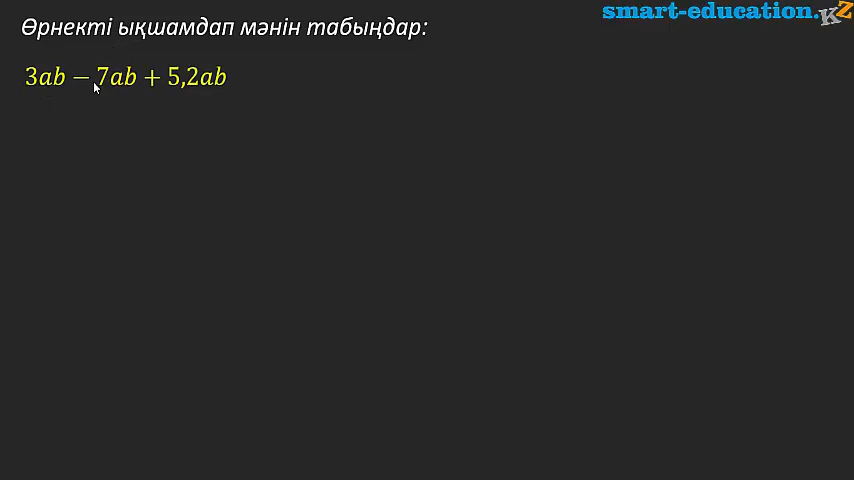 smart-education.KZ
Өрнекті ықшамдап мәнін табыңдар:
3ab − 7ab + 5,2ab